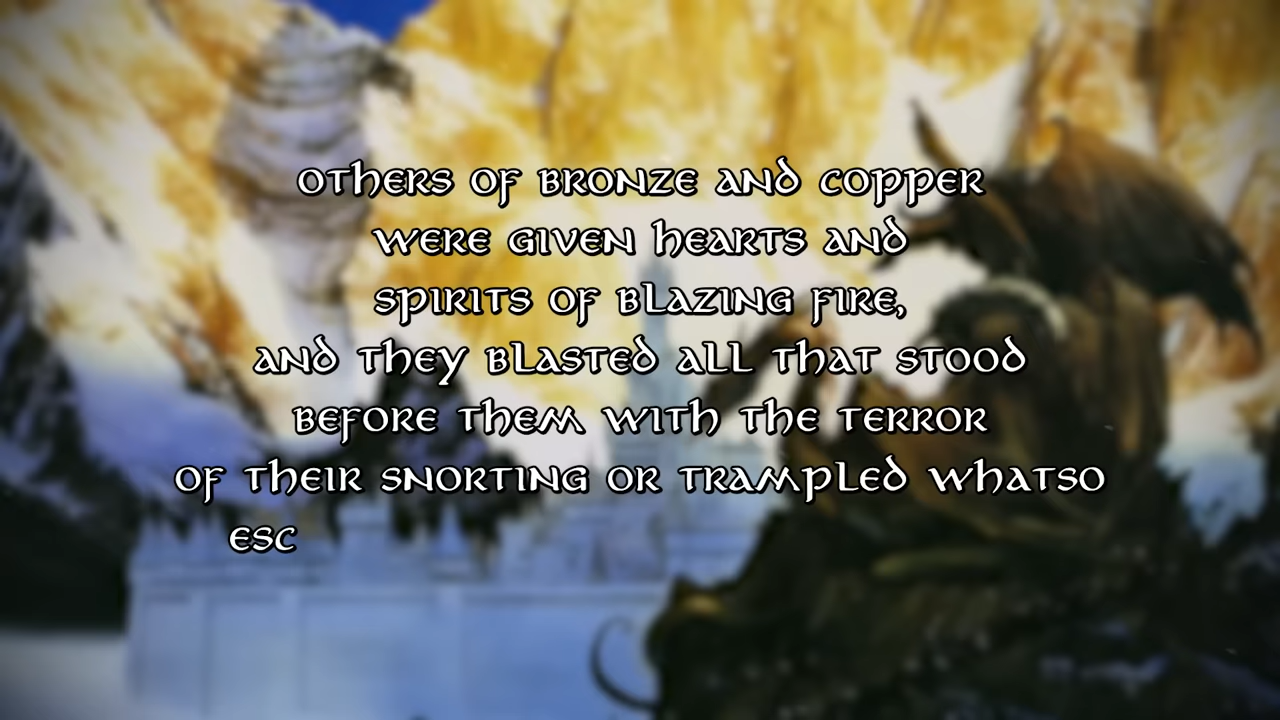 OTHERS OF BRONZE AND COPPER
WERE GIVEN HEARTS AND
SPIRITS OF BLAZING FIRE,
AND THEY BLASTED ALL THAT STOOD
BEFORE THEM WITH THE TERROR
OF THEIR SNORTING OR TRAMPLED WHATSO
ESC